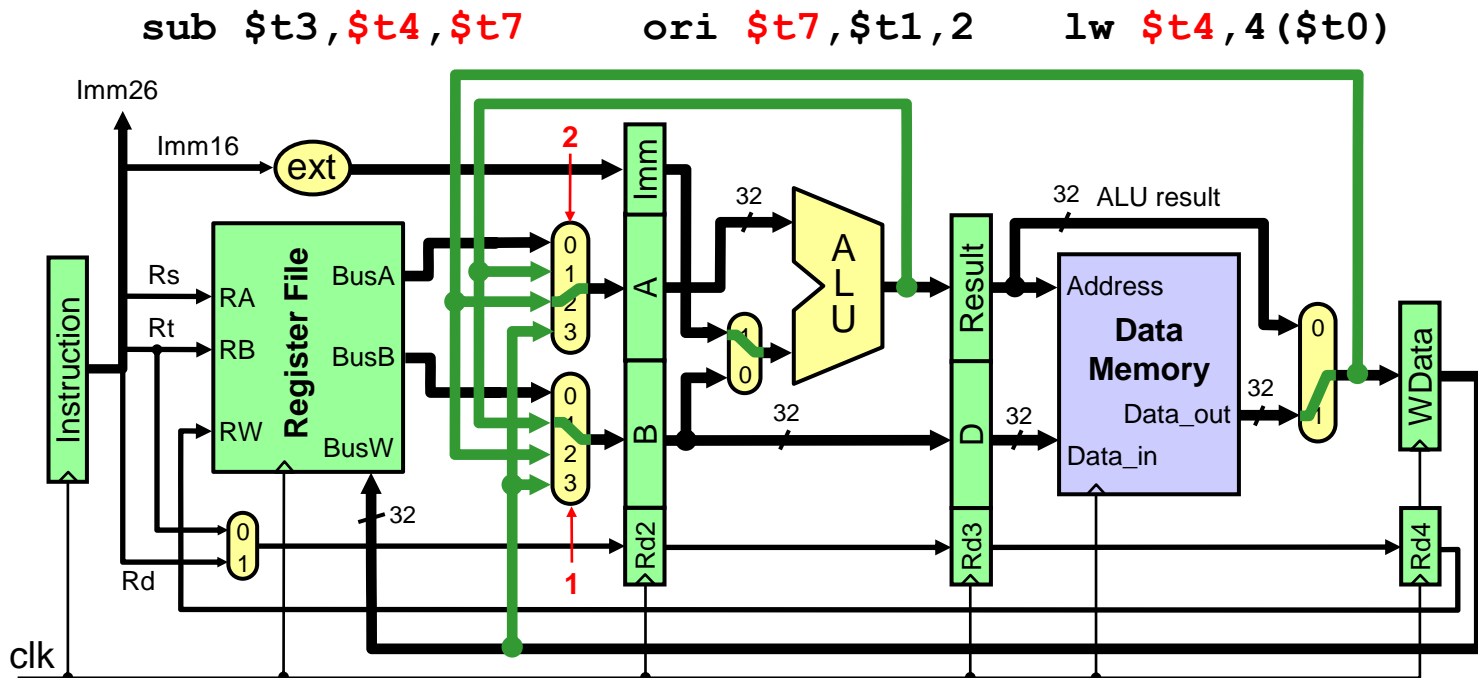 sub $t3,$t4,$t7
ori $t7,$t1,2
lw $t4,4($t0)
Imm26
Imm16
ext
2
Imm
32
32
ALU result
Register File
BusA
0
1
2
3
A
ALU
Result
Address
Rs
RA
Instruction
Rt
RB
BusB
Data
Memory
0
1
WData
1
0
0
1
2
3
B
32
D
32
Data_out
32
RW
BusW
Data_in
32
0
1
Rd
Rd2
Rd3
Rd4
1
clk